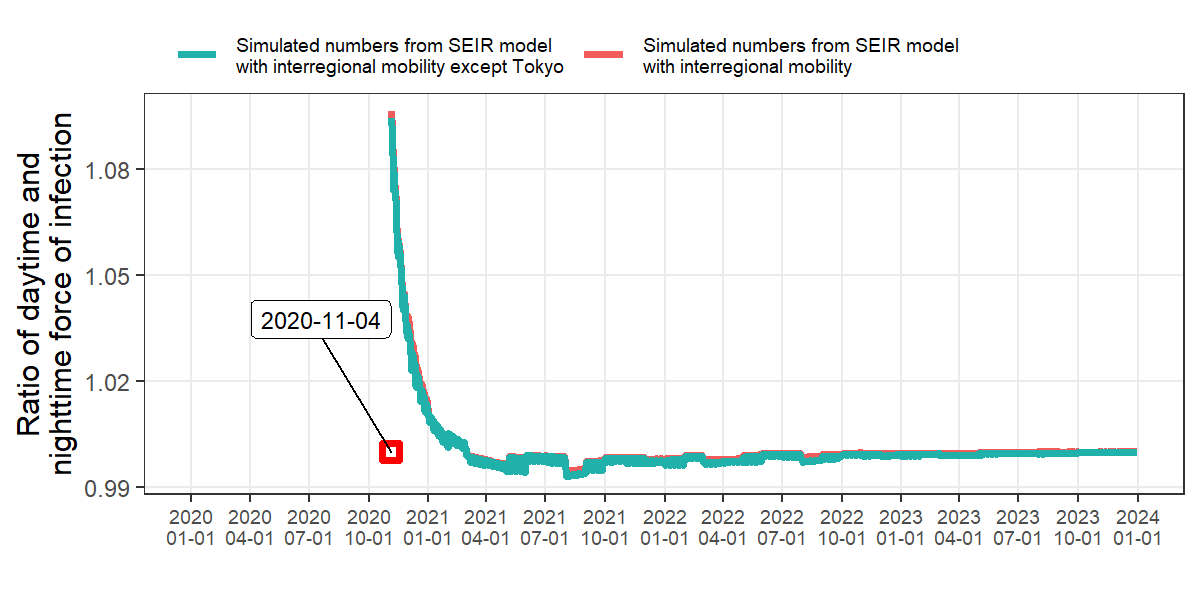 Simulated numbers from SEIR model
with interregional mobility except Tokyo
Simulated numbers from SEIR model
with interregional mobility
Ratio of daytime and
nighttime force of infection
1.08
1.05
1.02
0.99
2020-11-04
2020 2020 2020 2020 2021 2021 2021 2021 2022 2022 2022 2022 2023 2023 2023 2023 2024
01-01 04-01 07-01 10-01 01-01 04-01 07-01 10-01 01-01 04-01 07-01 10-01 01-01 04-01 07-01 10-01 01-01